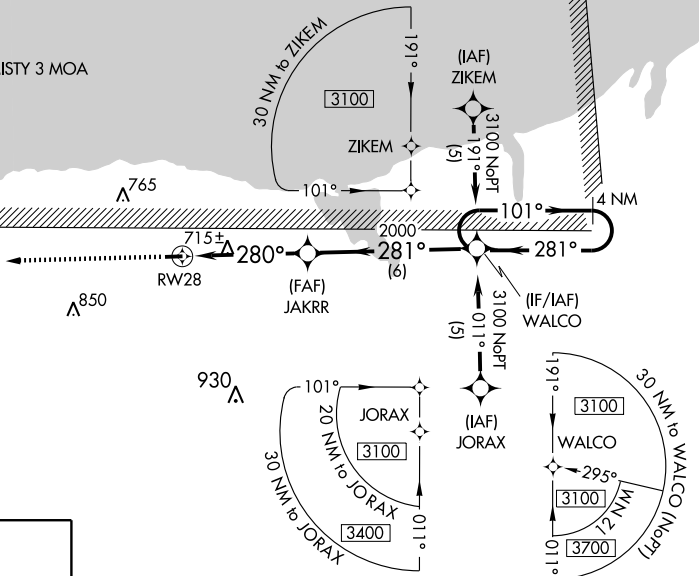 ISTY 3 MOA
30 NM to ZIKEM
191°
3100
ZIKEM
101°
(IAF)
ZIKEM
3100 NoPT
191°
(5)
765
4 NM
101°
2000
715±
280°
281°
(6)
281°
RW28
(FAF)
JAKRR
(IF/IAF)
WALCO
850
3100 NoPT
011°
(5)
930
101°
JORAX
20 NM to JORAX
3100
30 NM to JORAX
3400
011°
(IAF)
JORAX
191°
3100
30 NM to WALCO (NoPT)
WALCO
295°
3100
12 NM
3700
011°